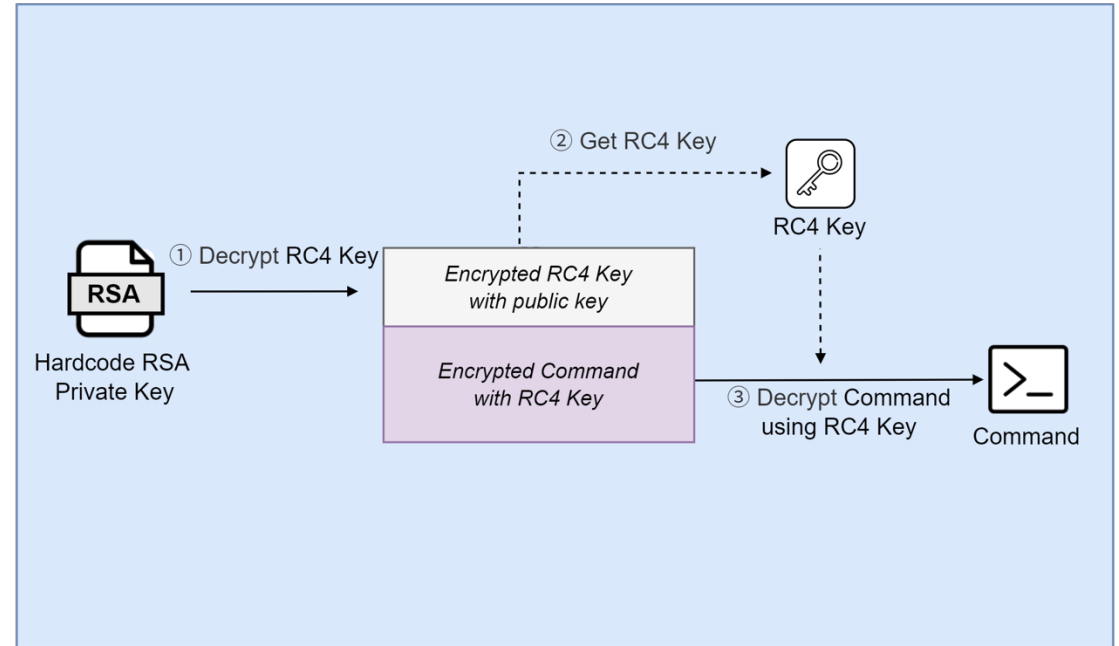 ② Get RC4 Key
RC4 Key
① Decrypt RC4 Key
RSA
Hardcode RSA
Private Key
Encrypted RC4 Key
with public key
Encrypted Command
with RC4 Key
③ Decrypt Command
using RC4 Key
>_
Command